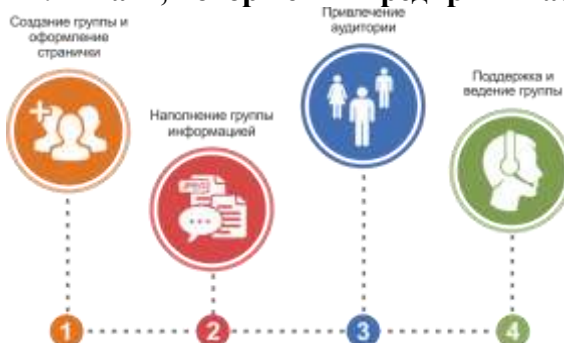 Создание группы и
оформление
странички
Наполнение группы
информацией
Привлечение
аудитории
Поддержка и
ведение группы
1
2
3
4